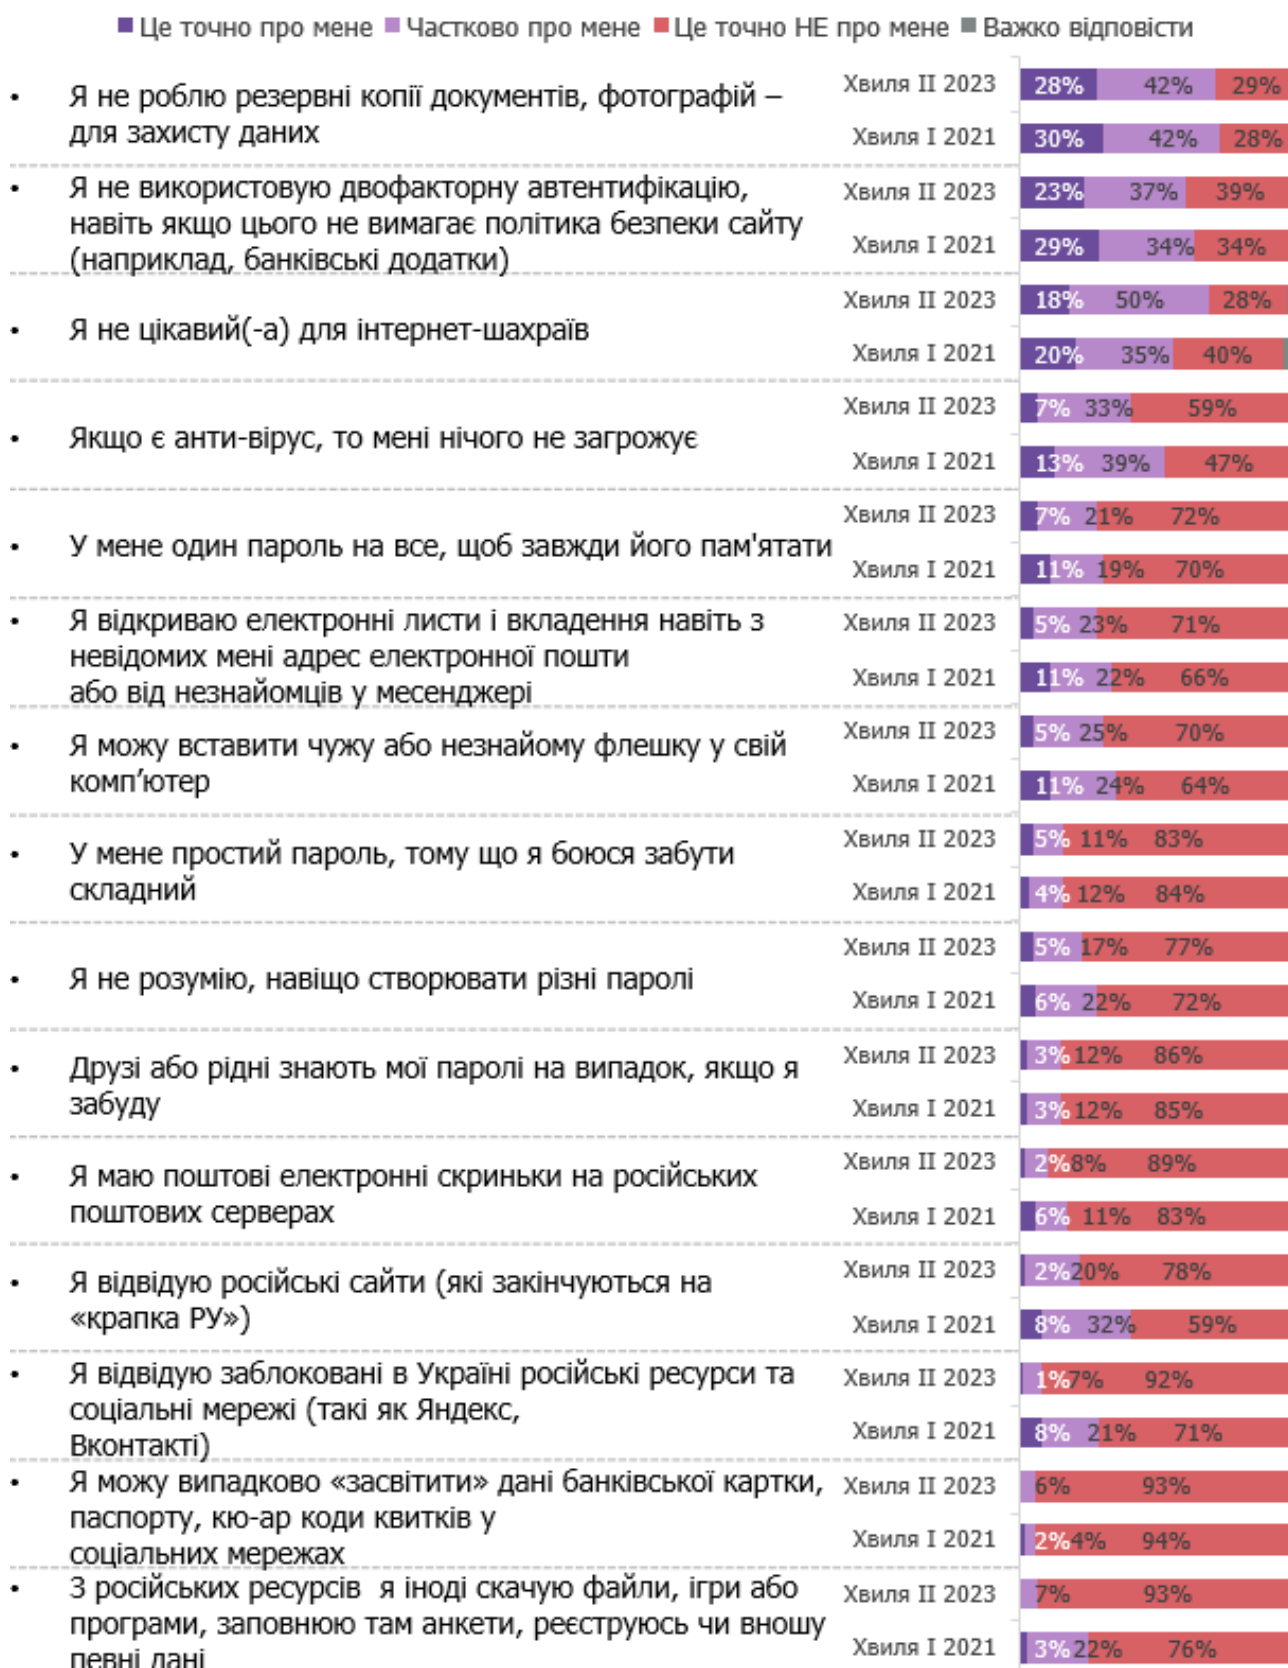 Це точно про мене Частково про мене Це точно НЕ про мене Важко відповісти
• Я не роблю резервні копії документів, фотографій –
для захисту даних
Хвиля II 2023 28% 42% 29%
Хвиля I 2021 30% 42% 28%
• Я не використовую двофакторну автентифікацію,
навіть якщо цього не вимагає політика безпеки сайту
(наприклад, банківські додатки)
Хвиля II 2023 23% 37% 39%
Хвиля I 2021 29% 34% 34%
• Я не цікавий(-а) для інтернет-шахраїв
Хвиля II 2023 18% 50% 28%
Хвиля I 2021 20% 35% 40%
• Якщо є анти-вірус, то мені нічого не загрожує
Хвиля II 2023 7% 33% 59%
Хвиля I 2021 13% 39% 47%
• У мене один пароль на все, щоб завжди його пам'ятати
Хвиля II 2023 7% 21% 72%
Хвиля I 2021 11% 19% 70%
• Я відкриваю електронні листи і вкладення навіть з
невідомих мені адрес електронної пошти
або від незнайомців у месенджері
Хвиля II 2023 5% 23% 71%
Хвиля I 2021 11% 22% 66%
• Я можу вставити чужу або незнайому флешку у свій
комп’ютер
Хвиля II 2023 5% 25% 70%
Хвиля I 2021 11% 24% 64%
• У мене простий пароль, тому що я боюся забути
складний
Хвиля II 2023 5% 11% 83%
Хвиля I 2021 4% 12% 84%
• Я не розумію, навіщо створювати різні паролі
Хвиля II 2023 5% 17% 77%
Хвиля I 2021 6% 22% 72%
• Друзі або рідні знають мої паролі на випадок, якщо я
забуду
Хвиля II 2023 3% 12% 86%
Хвиля I 2021 3% 12% 85%
• Я маю поштові електронні скриньки на російських
поштових серверах
Хвиля II 2023 2% 8% 89%
Хвиля I 2021 6% 11% 83%
• Я відвідую російські сайти (які закінчуються на
«крапка РУ»)
Хвиля II 2023 2% 20% 78%
Хвиля I 2021 8% 32% 59%
• Я відвідую заблоковані в Україні російські ресурси та
соціальні мережі (такі як Яндекс,
Вконтакті)
Хвиля II 2023 1% 7% 92%
Хвиля I 2021 8% 21% 71%
• Я можу випадково «засвітити» дані банківської картки,
паспорту, кю-ар коди квитків у
соціальних мережах
Хвиля II 2023 6% 93%
Хвиля I 2021 2% 4% 94%
• З російських ресурсів я іноді скачую файли, ігри або
програми, заповнюю там анкети, реєструюсь чи вношу
певні дані
Хвиля II 2023 7% 93%
Хвиля I 2021 3% 22% 76%